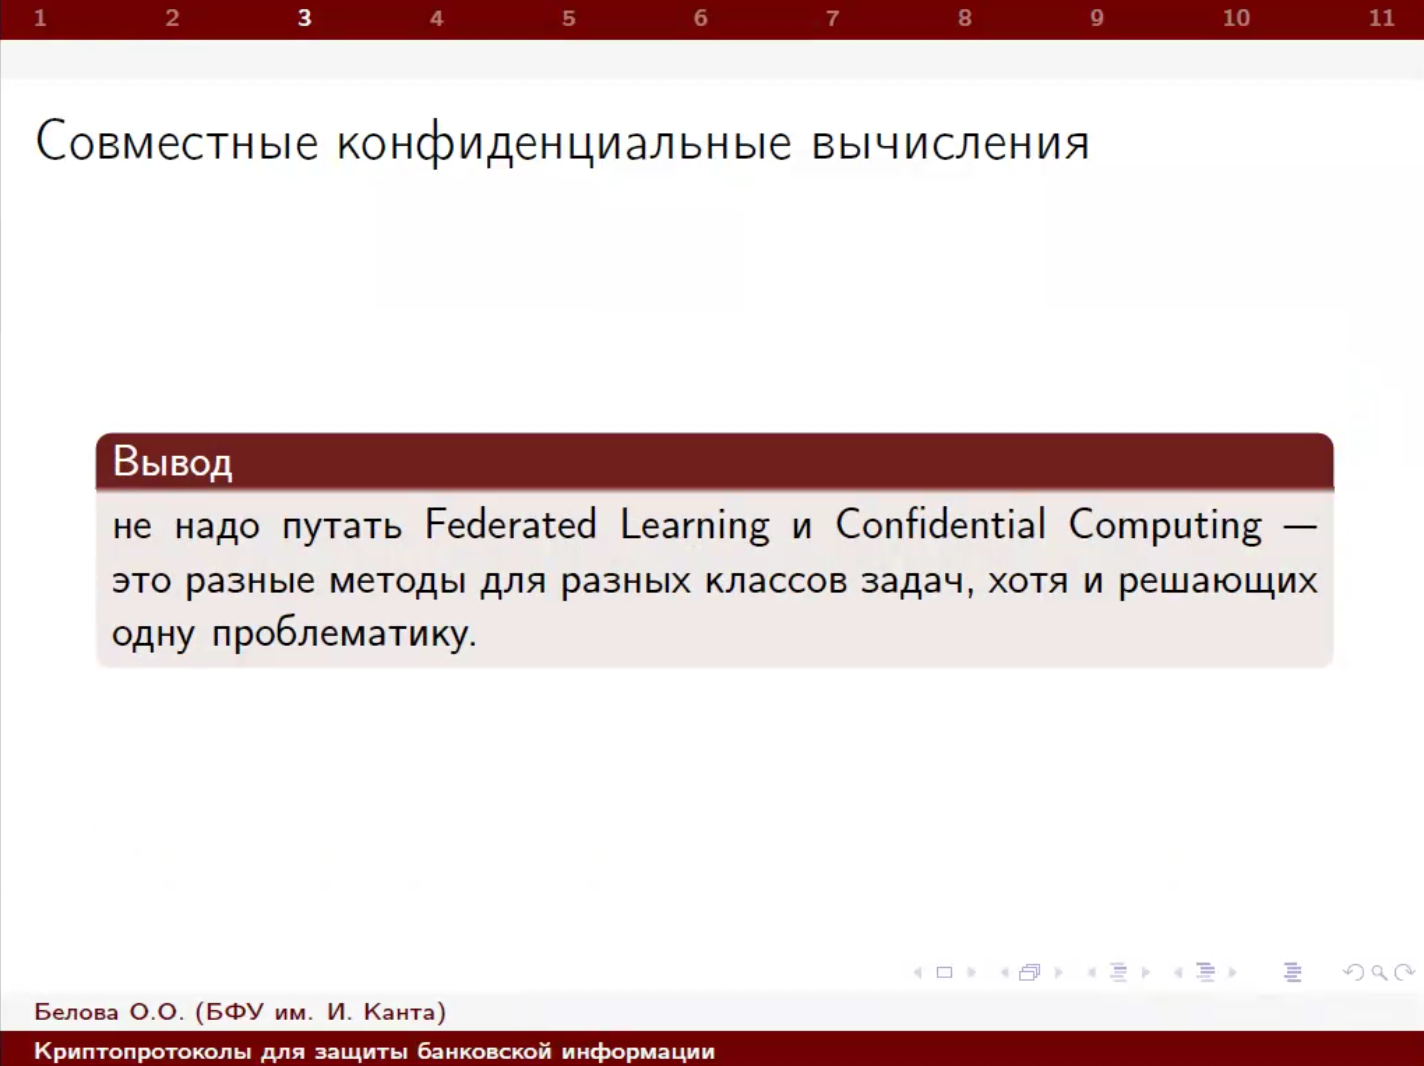 1 2 3 4 5 6 7 8 9 10 11
Совместные конфиденциальные вычисления
Вывод
не надо путать Federated Learning и Confidential Computing —
это разные методы для разных классов задач, хотя и решающих
одну проблематику.
Белова О.О. (БФУ им. И. Канта)
Криптопротоколы для защиты банковской информации